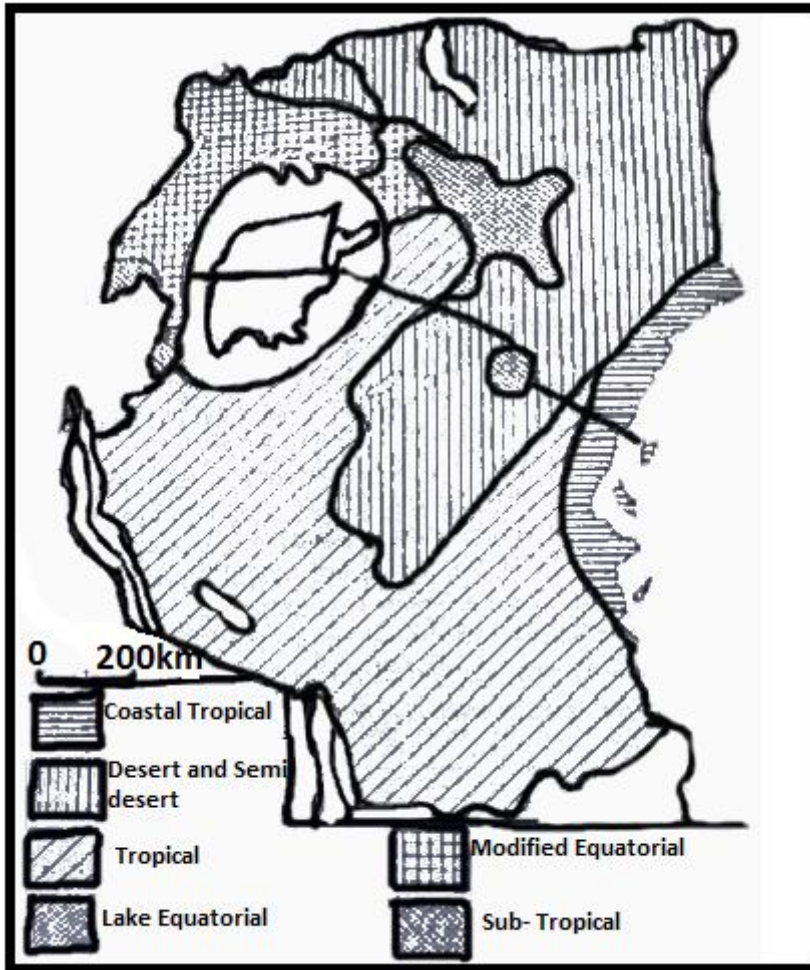 0 200km
Coastal Tropical
Desert and Semi
desert
Tropical
Modified Equatorial
Lake Equatorial
Sub- Tropical